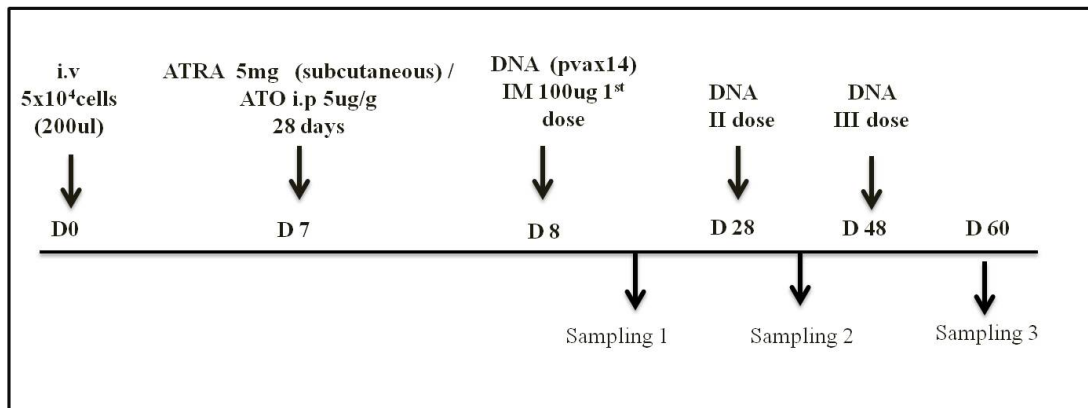 i.v
5x10⁴cells
(200ul)
ATRA 5mg (subcutaneous) /
ATO i.p 5ug/g
28 days
DNA (pvax14)
IM 100ug 1ˢᵗ
dose
DNA
II dose
DNA
III dose
D0
D 7
D 8
D 28
D 48
D 60
Sampling 1
Sampling 2
Sampling 3